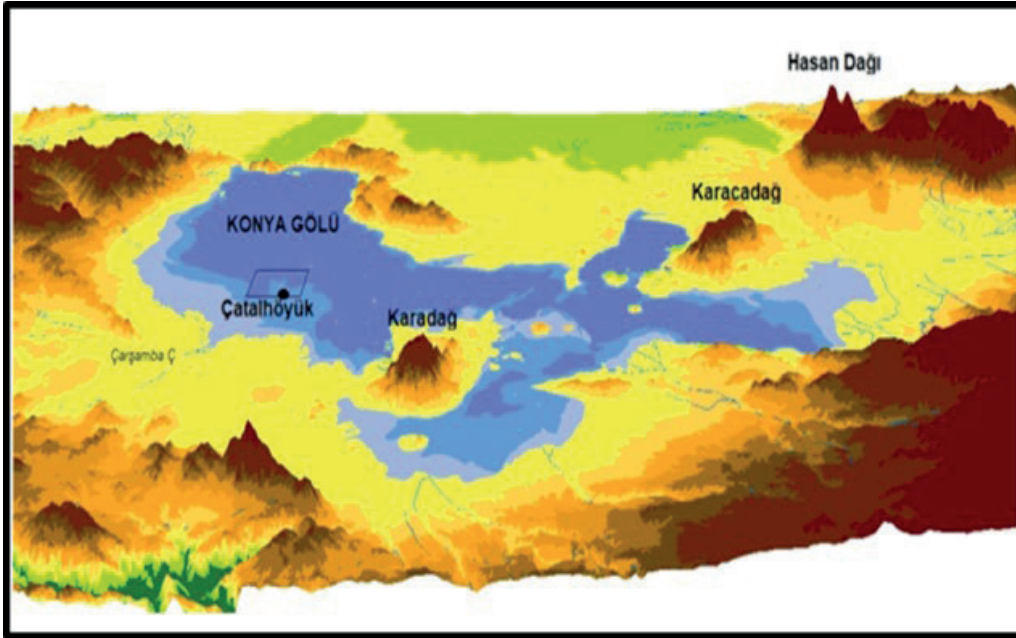 Hasan Dağı
Karacadağ
KONYA GÖLÜ
Çatalhöyük
Karadağ
Çarşamba Ç